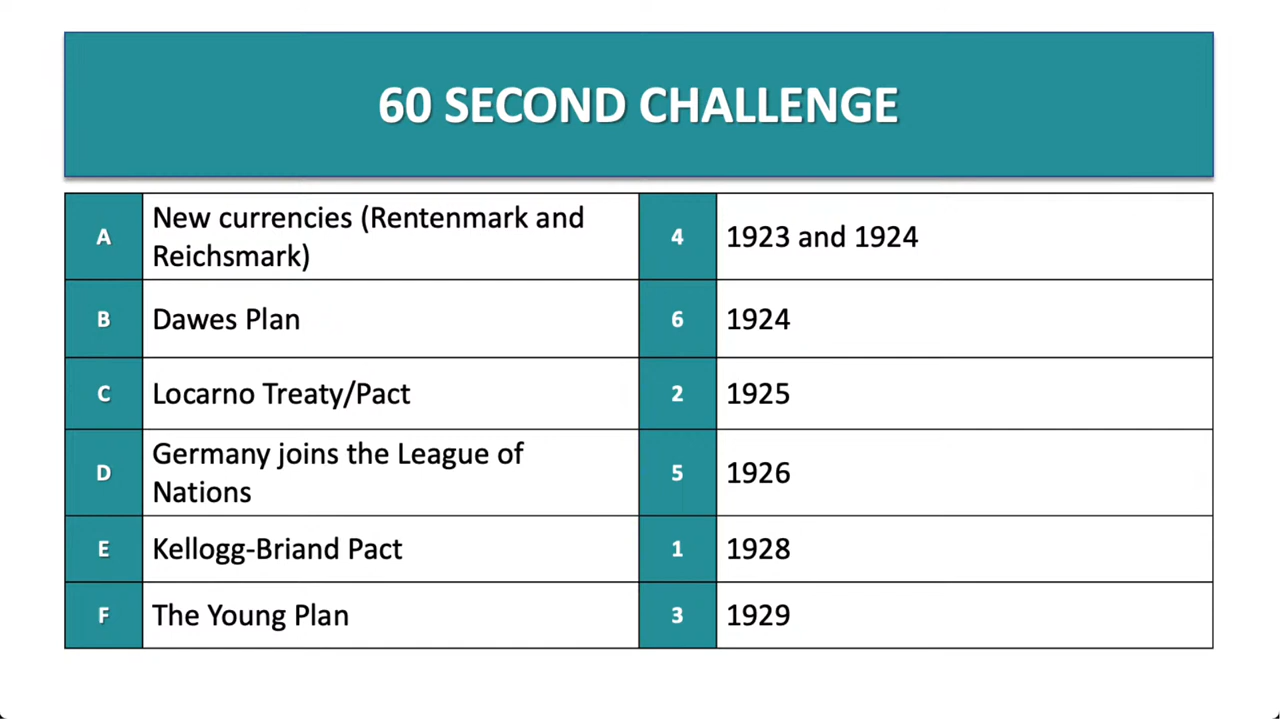 60 SECOND CHALLENGE
A New currencies (Rentenmark and
Reichsmark)
4 1923 and 1924
B Dawes Plan 6 1924
C Locarno Treaty/Pact 2 1925
D Germany joins the League of
Nations
5 1926
E Kellogg-Briand Pact 1 1928
F The Young Plan 3 1929